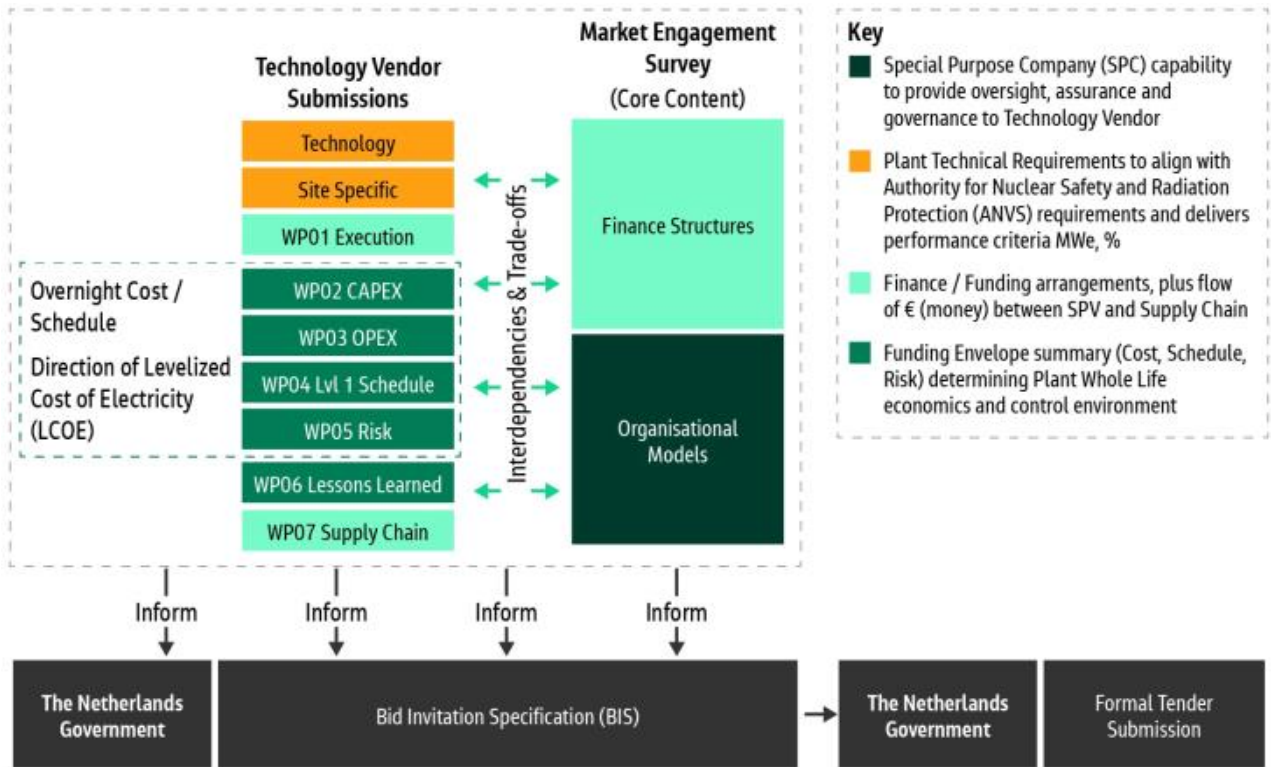 Technology Vendor
Submissions
Technology
Site Specific
WP01 Execution
WP02 CAPEX
WP03 OPEX
WP04 Lvl 1 Schedule
WP05 Risk
WP06 Lessons Learned
WP07 Supply Chain
Overnight Cost /
Schedule
Direction of Levelized
Cost of Electricity
(LCOE)
Interdependencies & Trade-offs
Market Engagement
Survey
(Core Content)
Finance Structures
Organisational
Models
Key
Special Purpose Company (SPC) capability
to provide oversight, assurance and
governance to Technology Vendor
Plant Technical Requirements to align with
Authority for Nuclear Safety and Radiation
Protection (ANVS) requirements and delivers
performance criteria MWe, %
Finance / Funding arrangements, plus flow
of € (money) between SPV and Supply Chain
Funding Envelope summary (Cost, Schedule,
Risk) determining Plant Whole Life
economics and control environment
Inform
Inform
Inform
Inform
The Netherlands
Government
Bid Invitation Specification (BIS)
The Netherlands
Government
Formal Tender
Submission